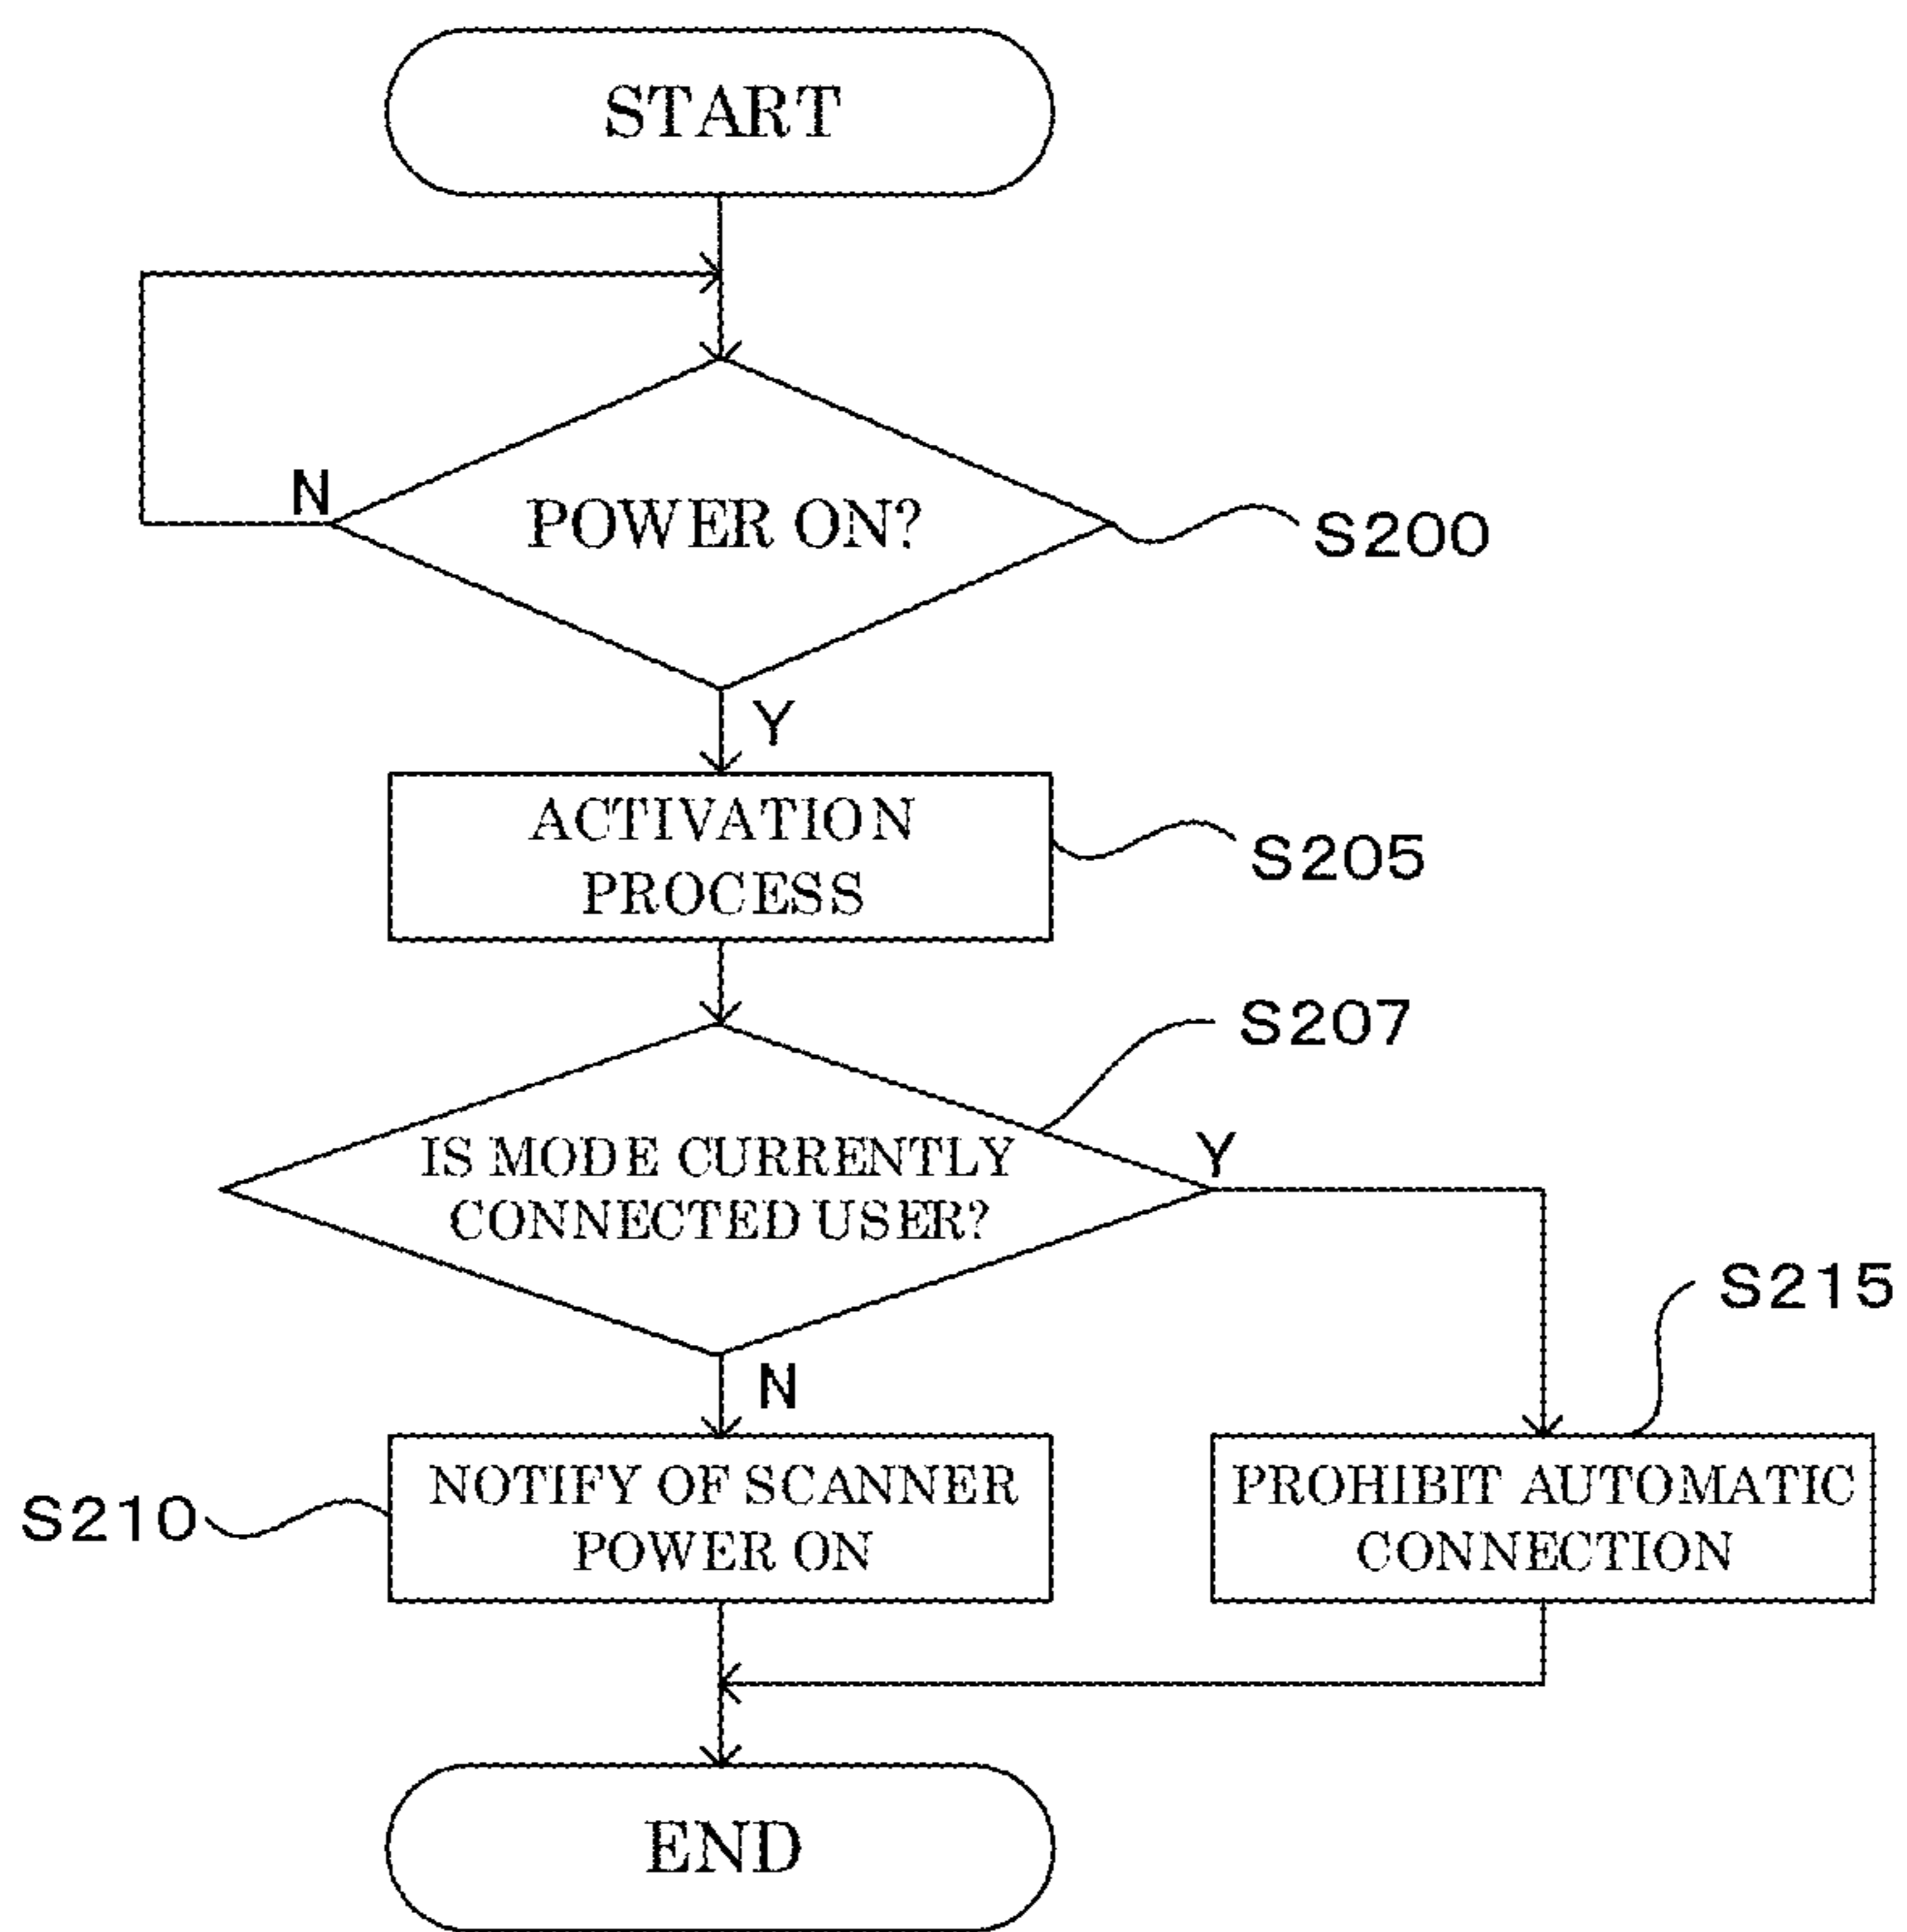 START
N
POWER ON?
S200
Y
ACTIVATION
PROCESS
S205
S207
IS MODE CURRENTLY
CONNECTED USER?
Y
S215
N
NOTIFY OF SCANNER
POWER ON
S210
PROHIBIT AUTOMATIC
CONNECTION
END